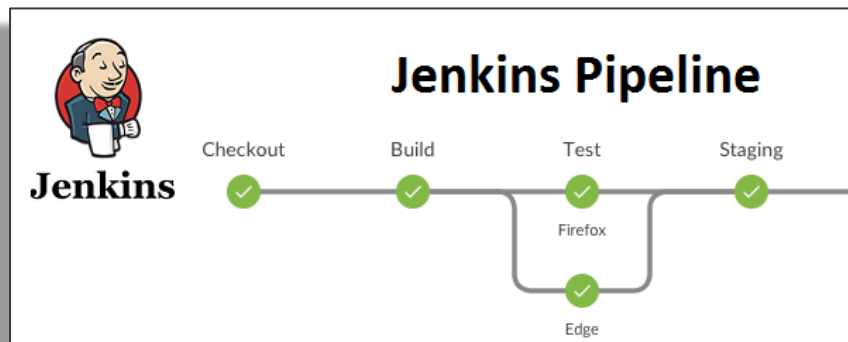 Jenkins Pipeline
Jenkins
Checkout
Build
Test
Staging
Firefox
Edge